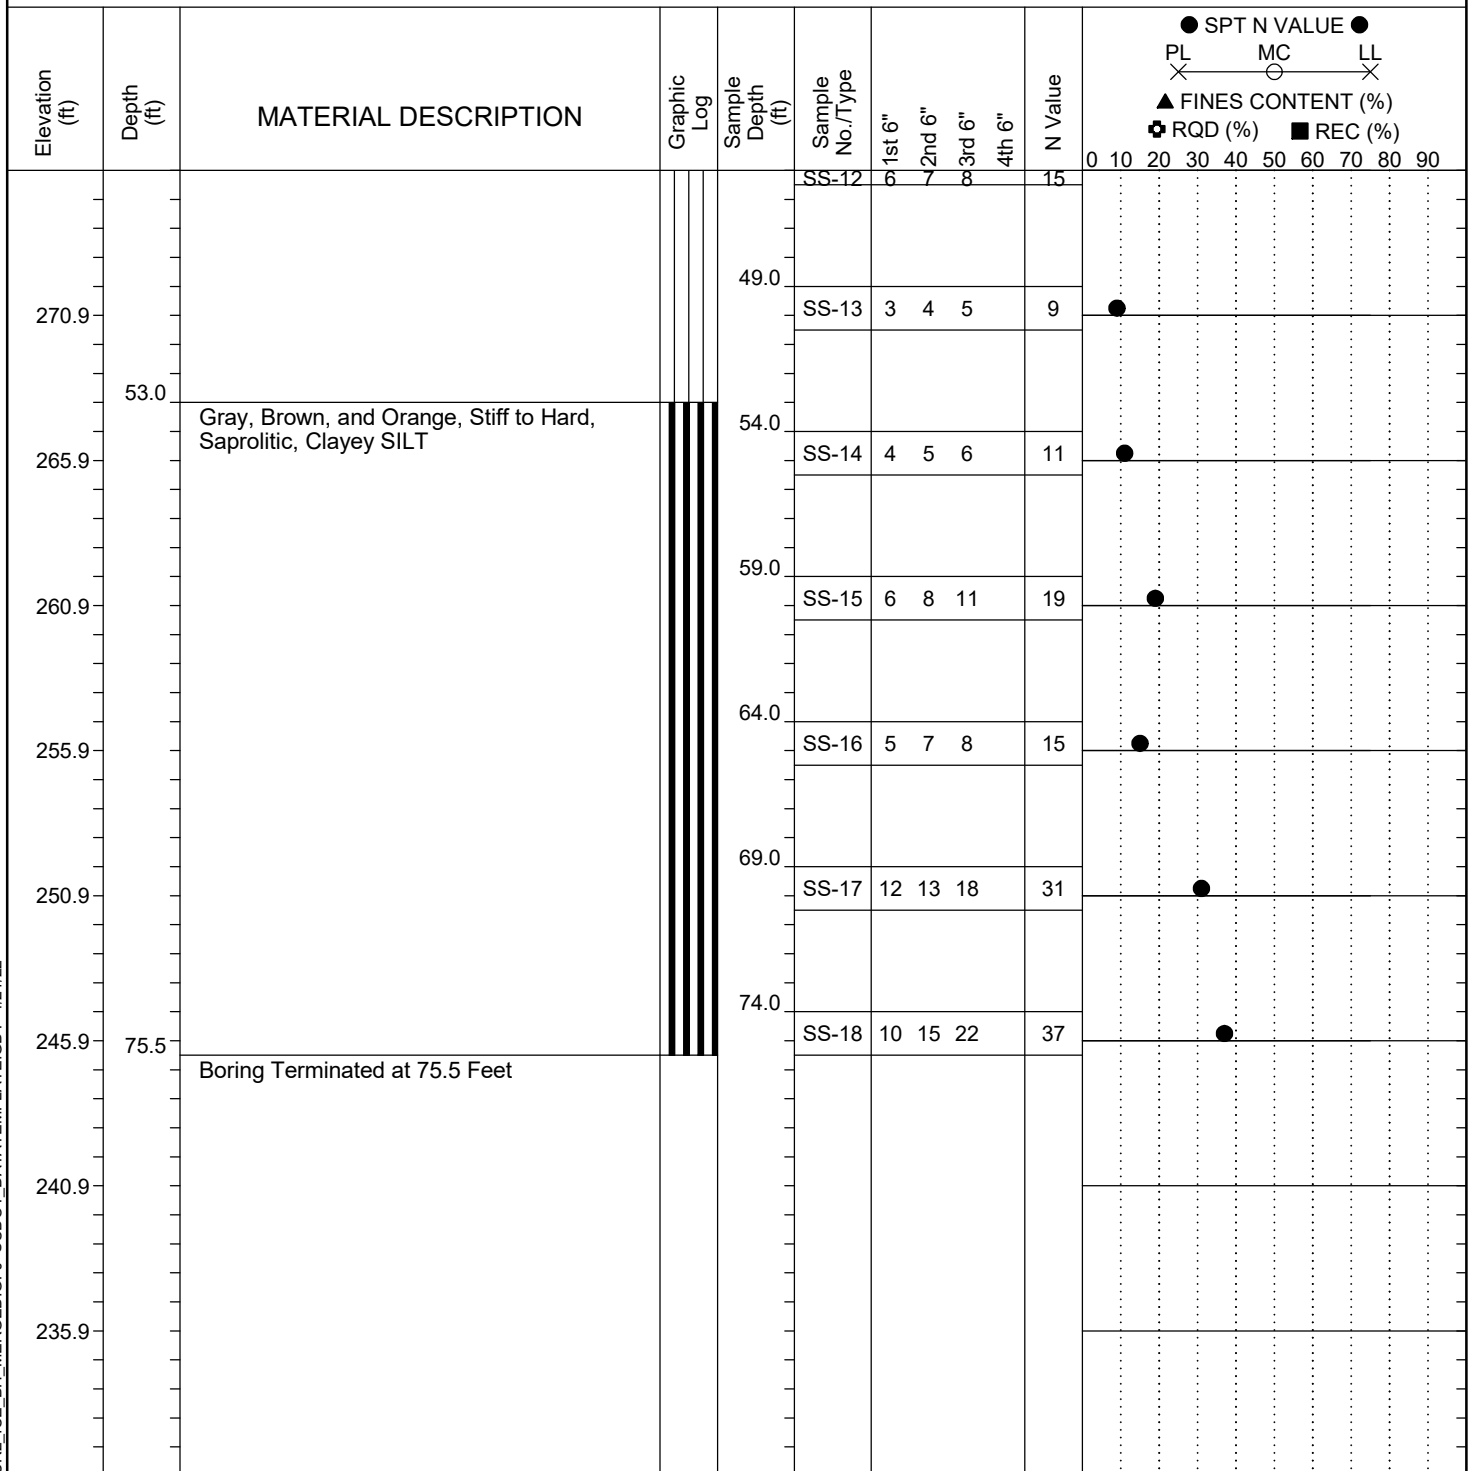 ● SPT N VALUE ●
PL MC LL
▲ FINES CONTENT (%)
RQD (%) ■ REC (%)
Elevation (ft)
Depth (ft)
MATERIAL DESCRIPTION
Graphic Log
Sample Depth (ft)
Sample No./Type
1st 6"
2nd 6"
3rd 6"
4th 6"
N Value
0 10 20 30 40 50 60 70 80 90
SS-12 6 7 8 15
49.0
270.9 SS-13 3 4 5 9
53.0
Gray, Brown, and Orange, Stiff to Hard,
Saprolitic, Clayey SILT
54.0
265.9 SS-14 4 5 6 11
59.0
260.9 SS-15 6 8 11 19
64.0
255.9 SS-16 5 7 8 15
69.0
250.9 SS-17 12 13 18 31
74.0
245.9 75.5 SS-18 10 15 22 37
Boring Terminated at 75.5 Feet
240.9
235.9